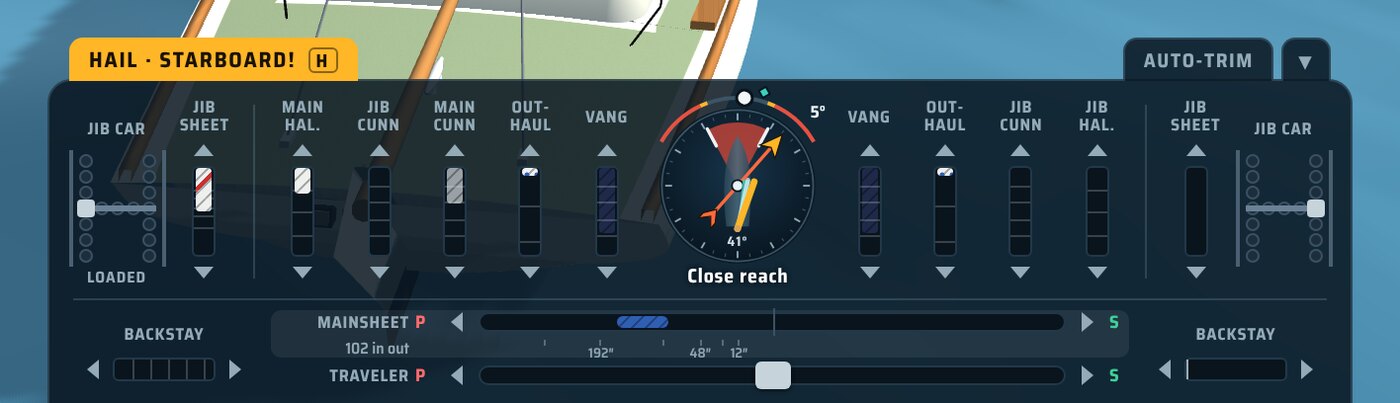 HAIL · STARBOARD! H
AUTO-TRIM ▼
JIB CAR
JIB
SHEET
MAIN
HAL.
JIB
CUNN
MAIN
CUNN
OUT-
HAUL
VANG
5°
VANG
OUT-
HAUL
JIB
CUNN
JIB
HAL.
JIB
SHEET
JIB CAR
41°
LOADED
Close reach
BACKSTAY
MAINSHEET P
S
102 in out
192″
48″
12″
TRAVELER P
S
BACKSTAY